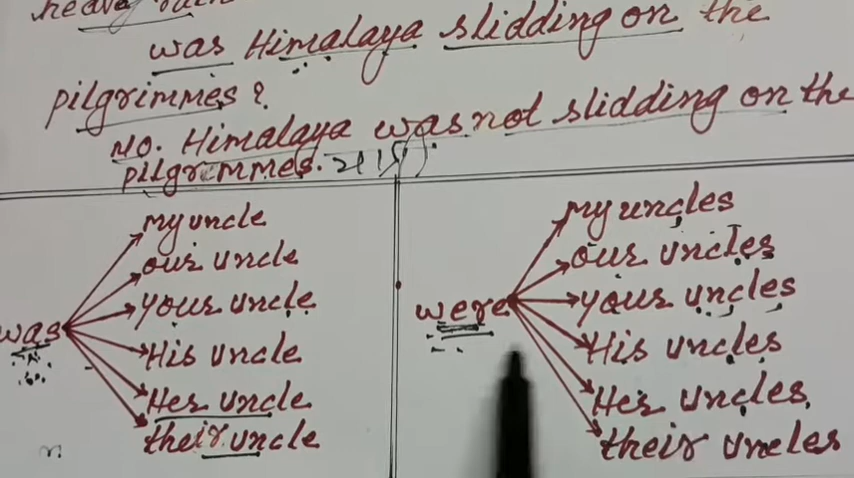 heavy
was Himalaya slidding on the
pilgrimmes?
No. Himalaya was not slidding on the
pilgrimmes.
was
my uncle
our uncle
your uncle
His uncle
Her uncle
their uncle
were
my uncles
our uncles
your uncles
His uncles
Her uncles
their uncles